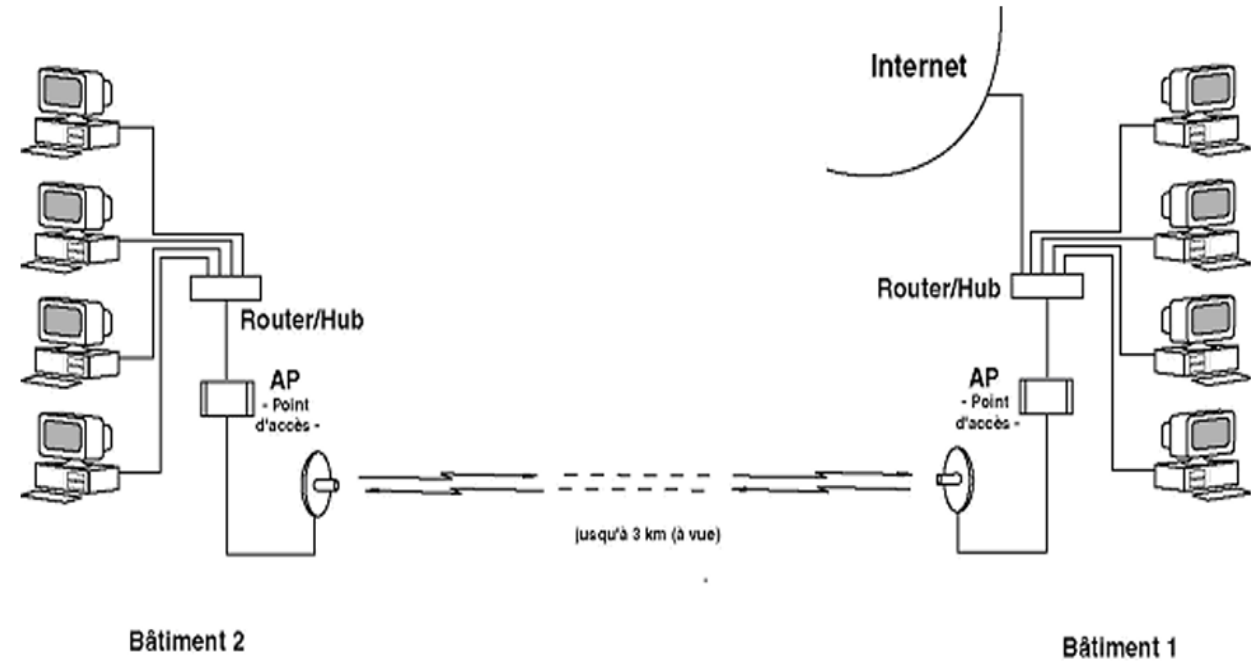 Internet
Router/Hub
Router/Hub
AP
- Point
d'accès -
AP
- Point
d'accès -
jusqu'à 3 km (à vue)
Bâtiment 2
Bâtiment 1